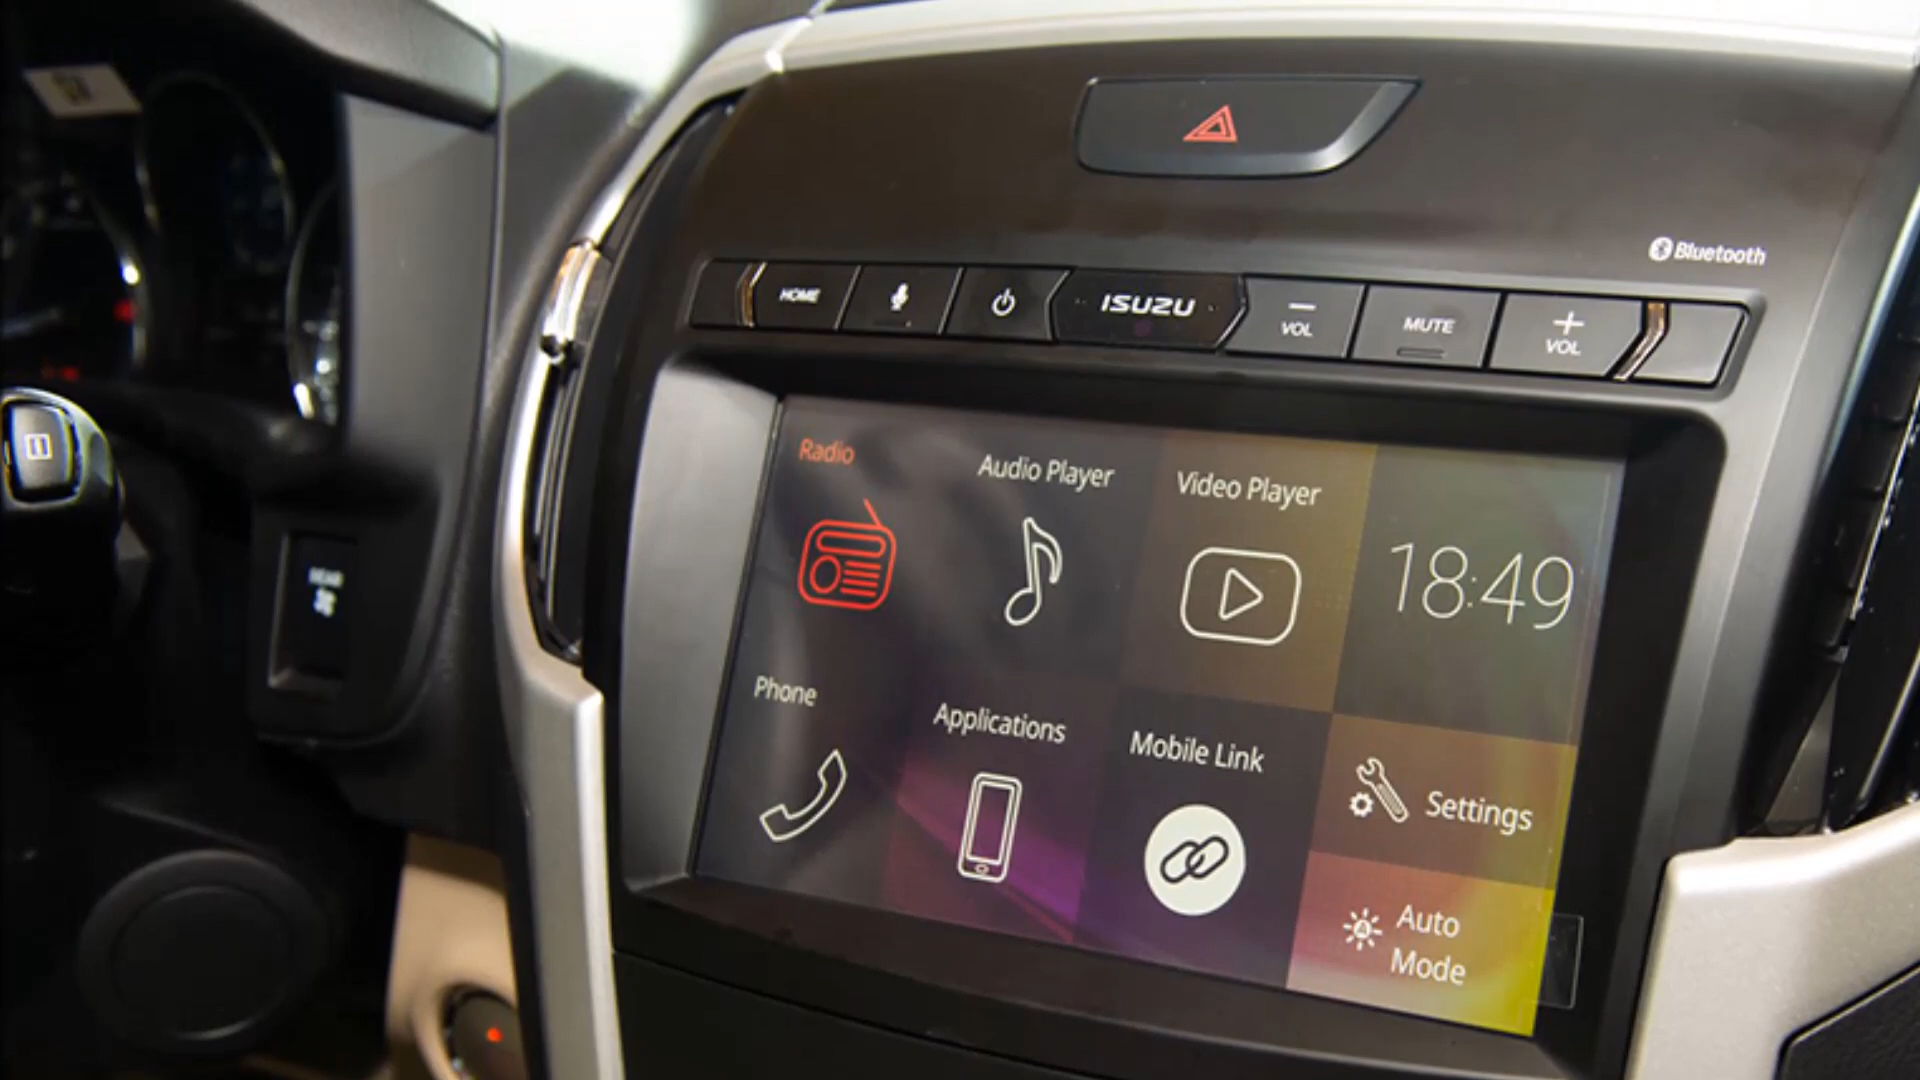 Bluetooth
HOME
ISUZU
VOL
MUTE
VOL
Radio
Audio Player
Video Player
18:49
Phone
Applications
Mobile Link
Settings
Auto
Mode
REAR